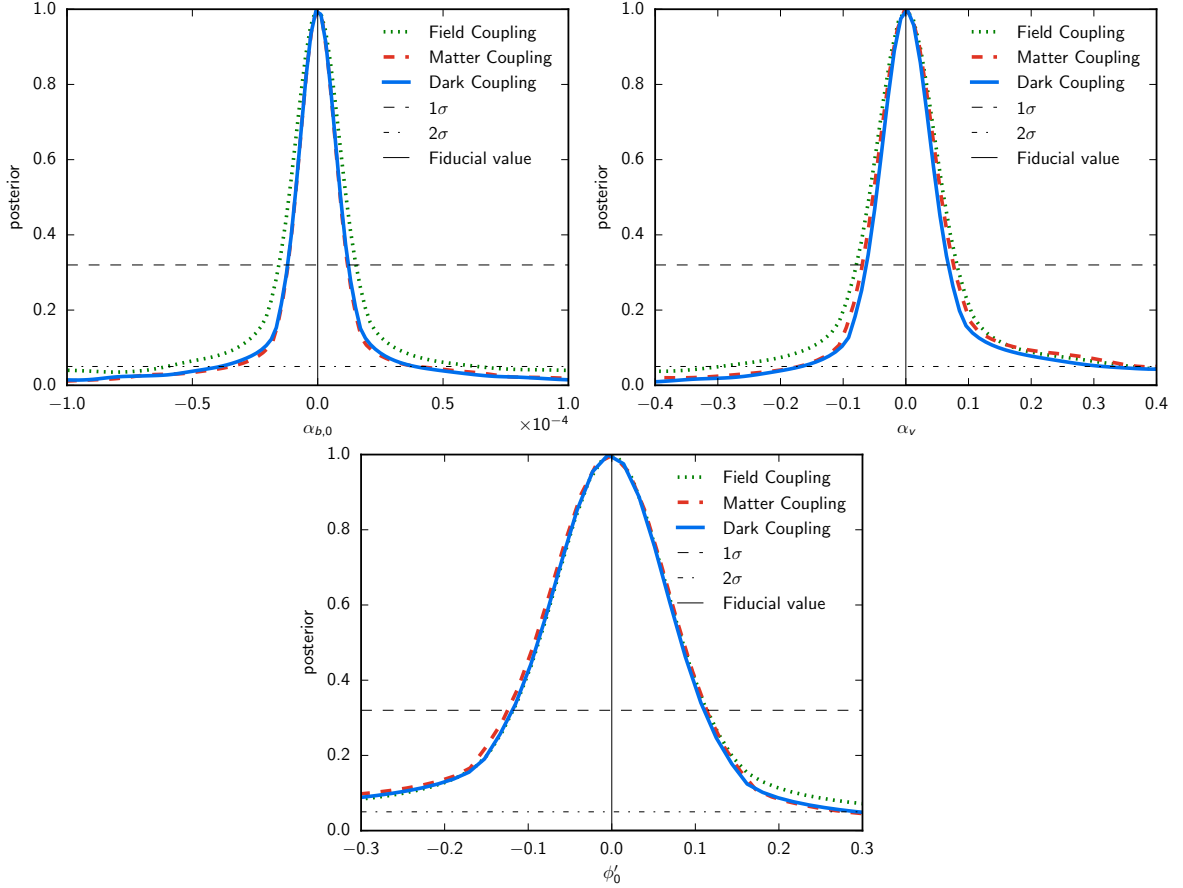 1.0
0.8
0.6
0.4
0.2
0.0
posterior
Field Coupling
Matter Coupling
Dark Coupling
1σ
2σ
Fiducial value
−1.0 −0.5 0.0 0.5 1.0
α_{b,0}
×10^{−4}
1.0
0.8
0.6
0.4
0.2
0.0
posterior
Field Coupling
Matter Coupling
Dark Coupling
1σ
2σ
Fiducial value
−0.4 −0.3 −0.2 −0.1 0.0 0.1 0.2 0.3 0.4
α_v
1.0
0.8
0.6
0.4
0.2
0.0
posterior
Field Coupling
Matter Coupling
Dark Coupling
1σ
2σ
Fiducial value
−0.3 −0.2 −0.1 0.0 0.1 0.2 0.3
ϕ′_0